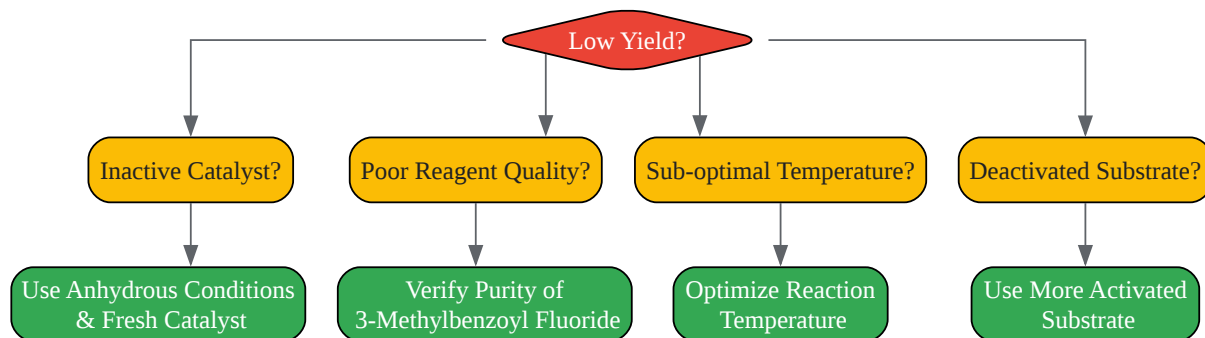 Low Yield?
Inactive Catalyst?
Poor Reagent Quality?
Sub-optimal Temperature?
Deactivated Substrate?
Use Anhydrous Conditions
& Fresh Catalyst
Verify Purity of
3-Methylbenzoyl Fluoride
Optimize Reaction
Temperature
Use More Activated
Substrate